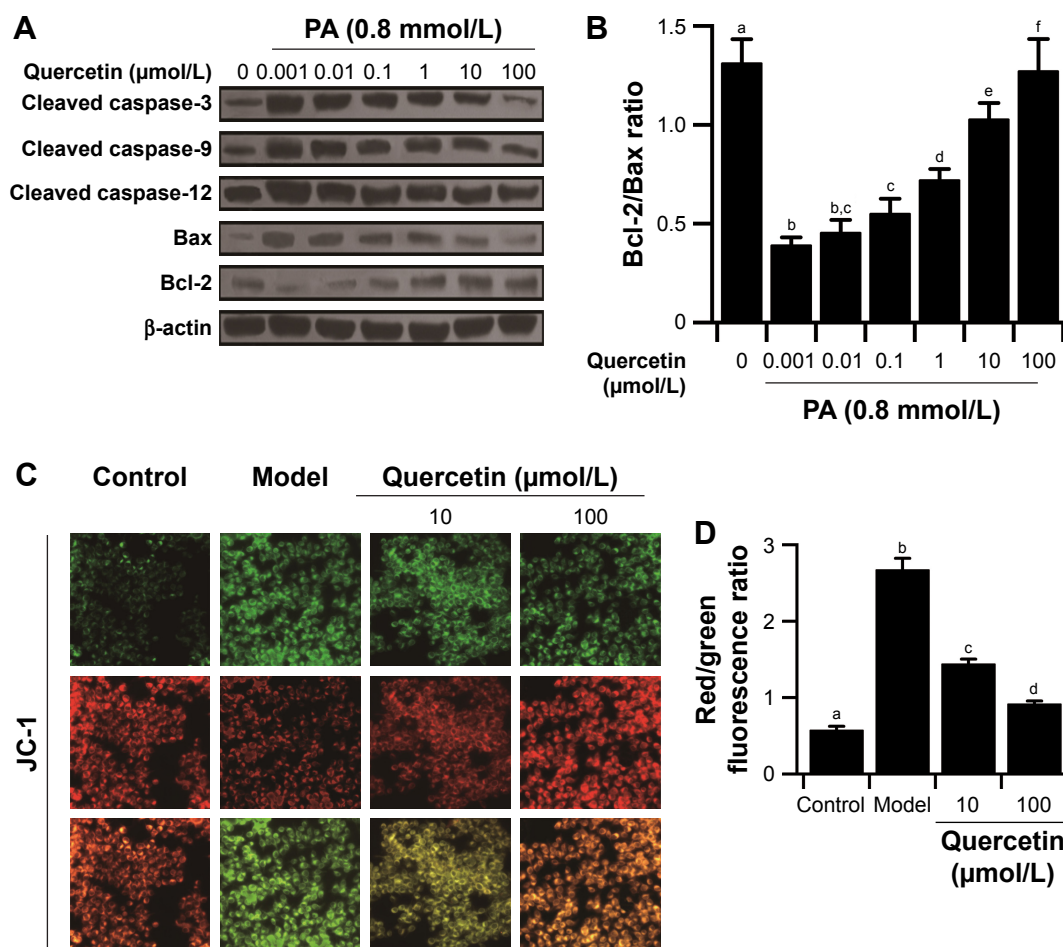 A
PA (0.8 mmol/L)
Quercetin (µmol/L) 0 0.001 0.01 0.1 1 10 100
Cleaved caspase-3
Cleaved caspase-9
Cleaved caspase-12
Bax
Bcl-2
β-actin
B
Bcl-2/Bax ratio
1.5
1.0
0.5
0
a
b
b,c
c
d
e
f
Quercetin (µmol/L)
0 0.001 0.01 0.1 1 10 100
PA (0.8 mmol/L)
C
Control Model Quercetin (µmol/L)
10 100
JC-1
D
Red/green
fluorescence ratio
3
2
1
0
a
b
c
d
Control Model 10 100
Quercetin
(µmol/L)